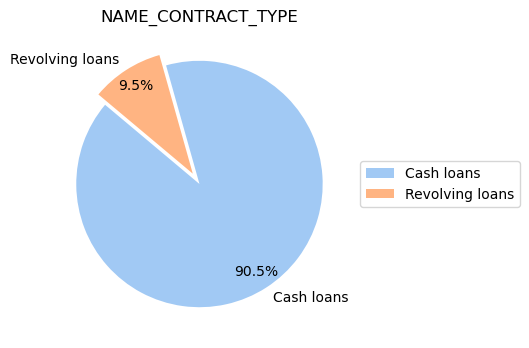 NAME_CONTRACT_TYPE
Revolving loans
9.5%
90.5%
Cash loans
Cash loans
Revolving loans